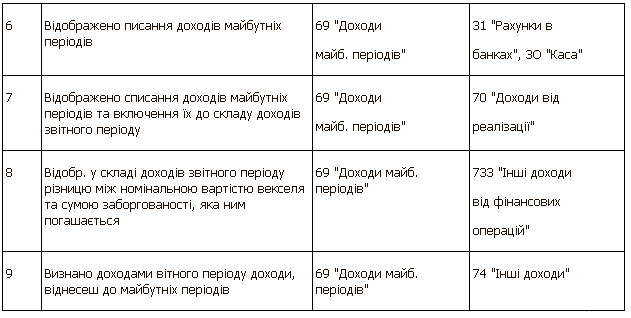 6 Відображено писання доходів майбутніх 69 "Доходи 31 "Рахунки в
періодів майб. періодів" банках", ЗО "Каса"
7 Відображено списання доходів майбутніх 69 "Доходи 70 "Доходи від
періодів та включення їх до складу доходів
звітного періоду майб. періодів" реалізації"
8 Відобр. у складі доходів звітного періоду 69 "Доходи майб. 733 "Інші доходи
різницю між номінальною вартістю векселя періодів"
та сумою заборгованості, яка ним від фінансових
погашається
операцій"
9 Визнано доходами вітного періоду доходи, 69 "Доходи майб. 74 "Інші доходи"
віднесеш до майбутніх періодів періодів"